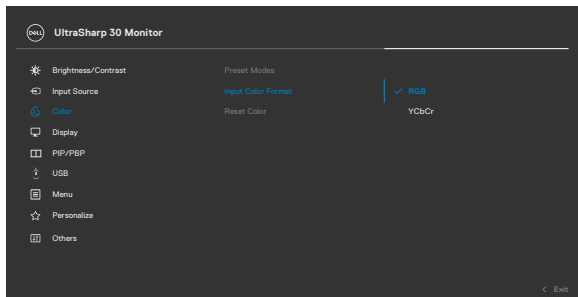 DELL UltraSharp 30 Monitor
Brightness/Contrast Preset Modes
Input Source Input Color Format RGB
Color Reset Color YCbCr
Display
PIP/PBP
USB
Menu
Personalize
Others
< Exit